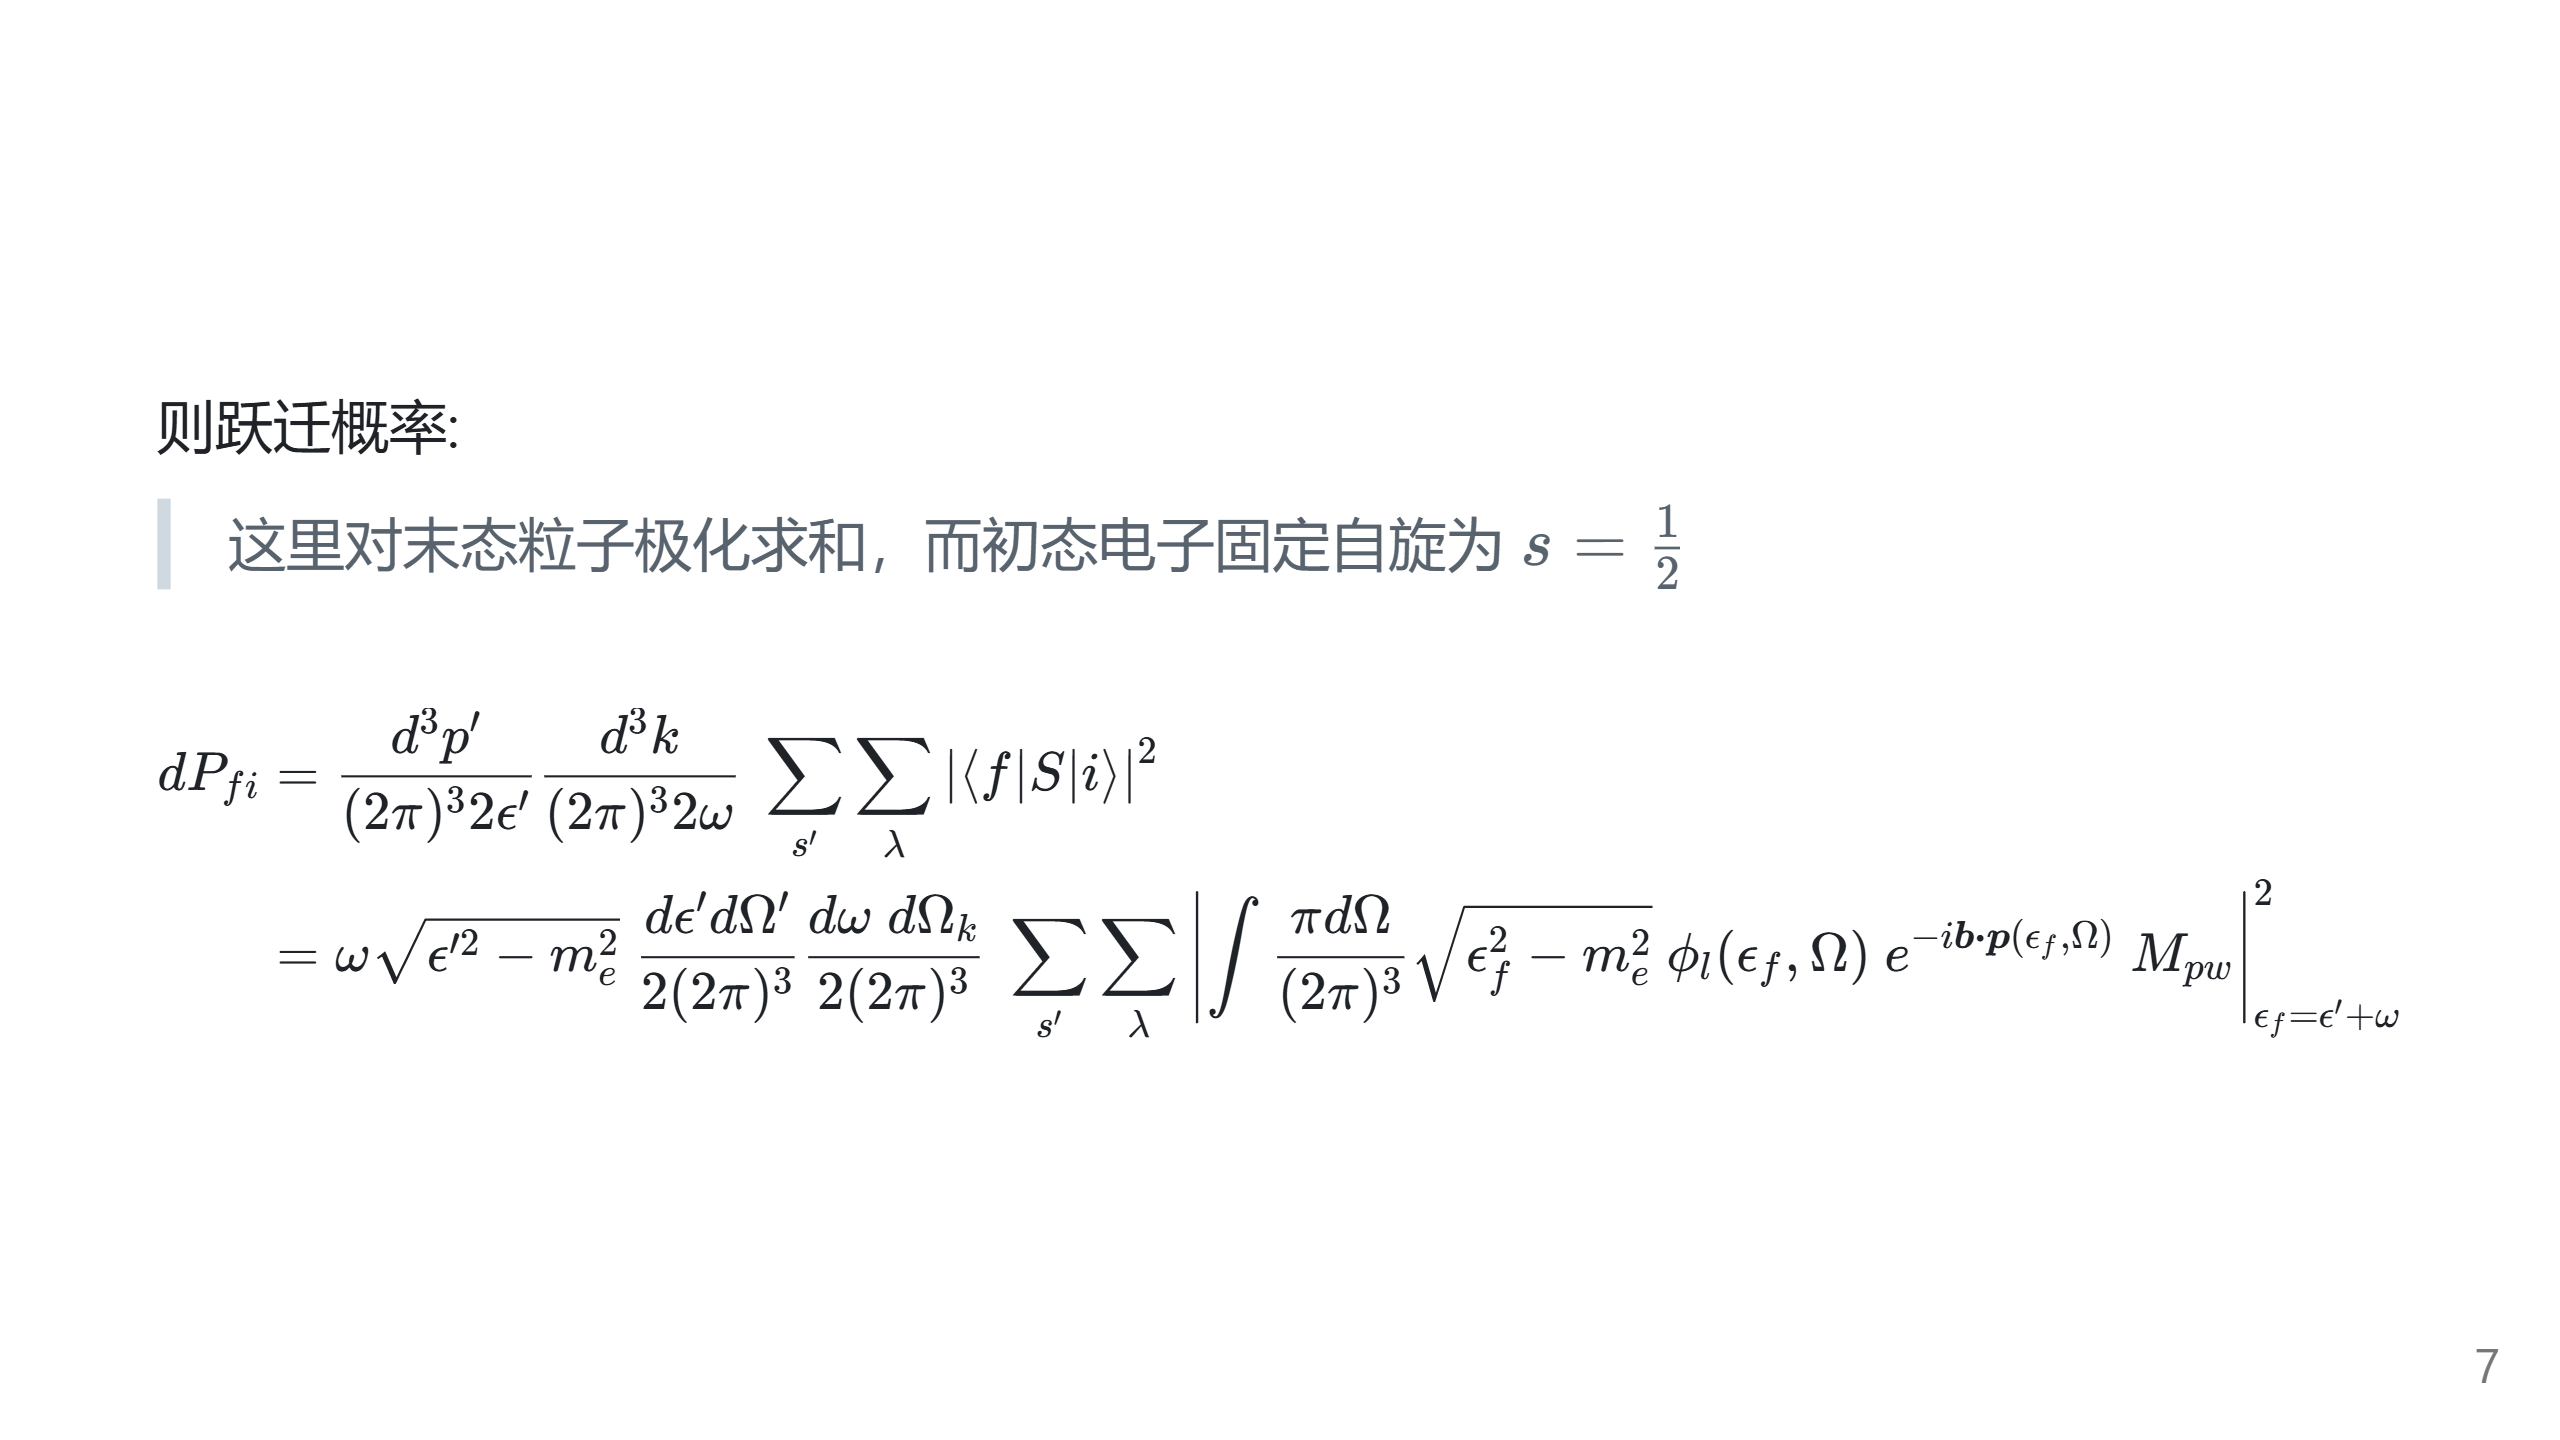 则跃迁概率:
这里对末态粒子极化求和，而初态电子固定自旋为 $s = \frac{1}{2}$
$dP_{fi} = \frac{d^3p'}{(2\pi)^3 2\epsilon'} \frac{d^3k}{(2\pi)^3 2\omega} \sum_{s'} \sum_{\lambda} |\langle f|S|i\rangle|^2$
$= \omega\sqrt{\epsilon'^2 - m_e^2} \frac{d\epsilon' d\Omega'}{2(2\pi)^3} \frac{d\omega\ d\Omega_k}{2(2\pi)^3} \sum_{s'} \sum_{\lambda} \left| \int \frac{\pi d\Omega}{(2\pi)^3} \sqrt{\epsilon_f^2 - m_e^2}\ \phi_l(\epsilon_f, \Omega)\ e^{-i\boldsymbol{b}\cdot\boldsymbol{p}(\epsilon_f,\Omega)}\ M_{pw} \right|^2_{\epsilon_f = \epsilon' + \omega}$
7